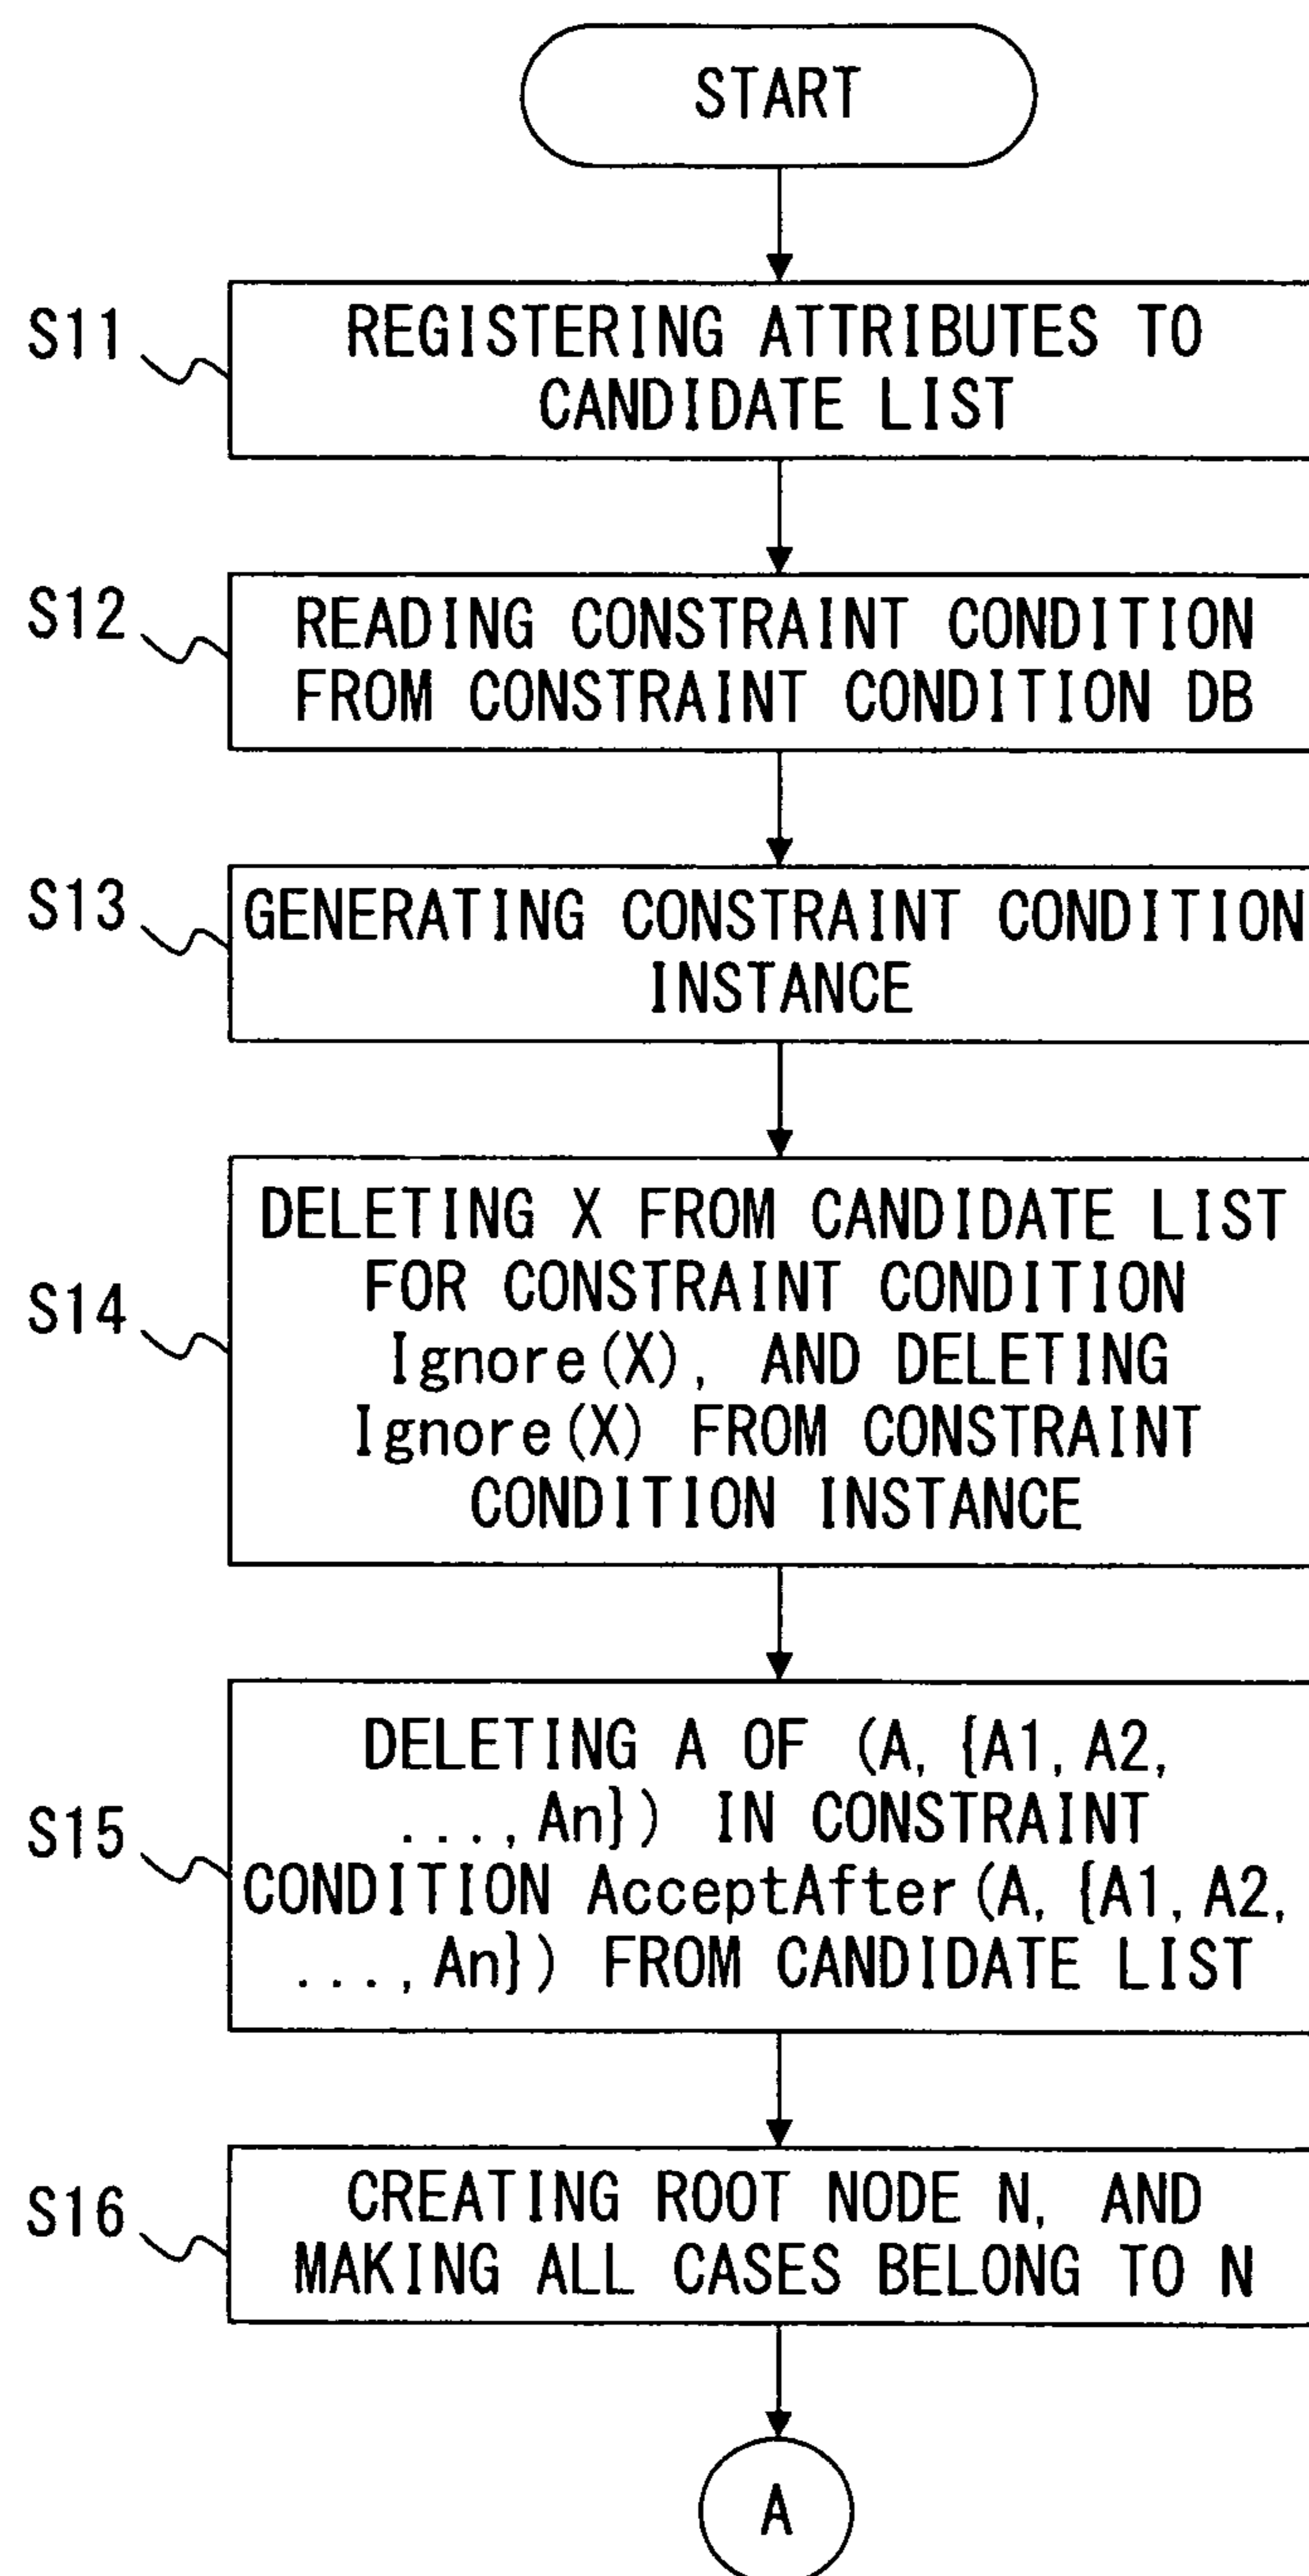 START
S11
REGISTERING ATTRIBUTES TO
CANDIDATE LIST
S12
READING CONSTRAINT CONDITION
FROM CONSTRAINT CONDITION DB
S13
GENERATING CONSTRAINT CONDITION
INSTANCE
S14
DELETING X FROM CANDIDATE LIST
FOR CONSTRAINT CONDITION
Ignore(X), AND DELETING
Ignore(X) FROM CONSTRAINT
CONDITION INSTANCE
S15
DELETING A OF (A, {A1, A2,
..., An}) IN CONSTRAINT
CONDITION AcceptAfter(A, {A1, A2,
..., An}) FROM CANDIDATE LIST
S16
CREATING ROOT NODE N, AND
MAKING ALL CASES BELONG TO N
A